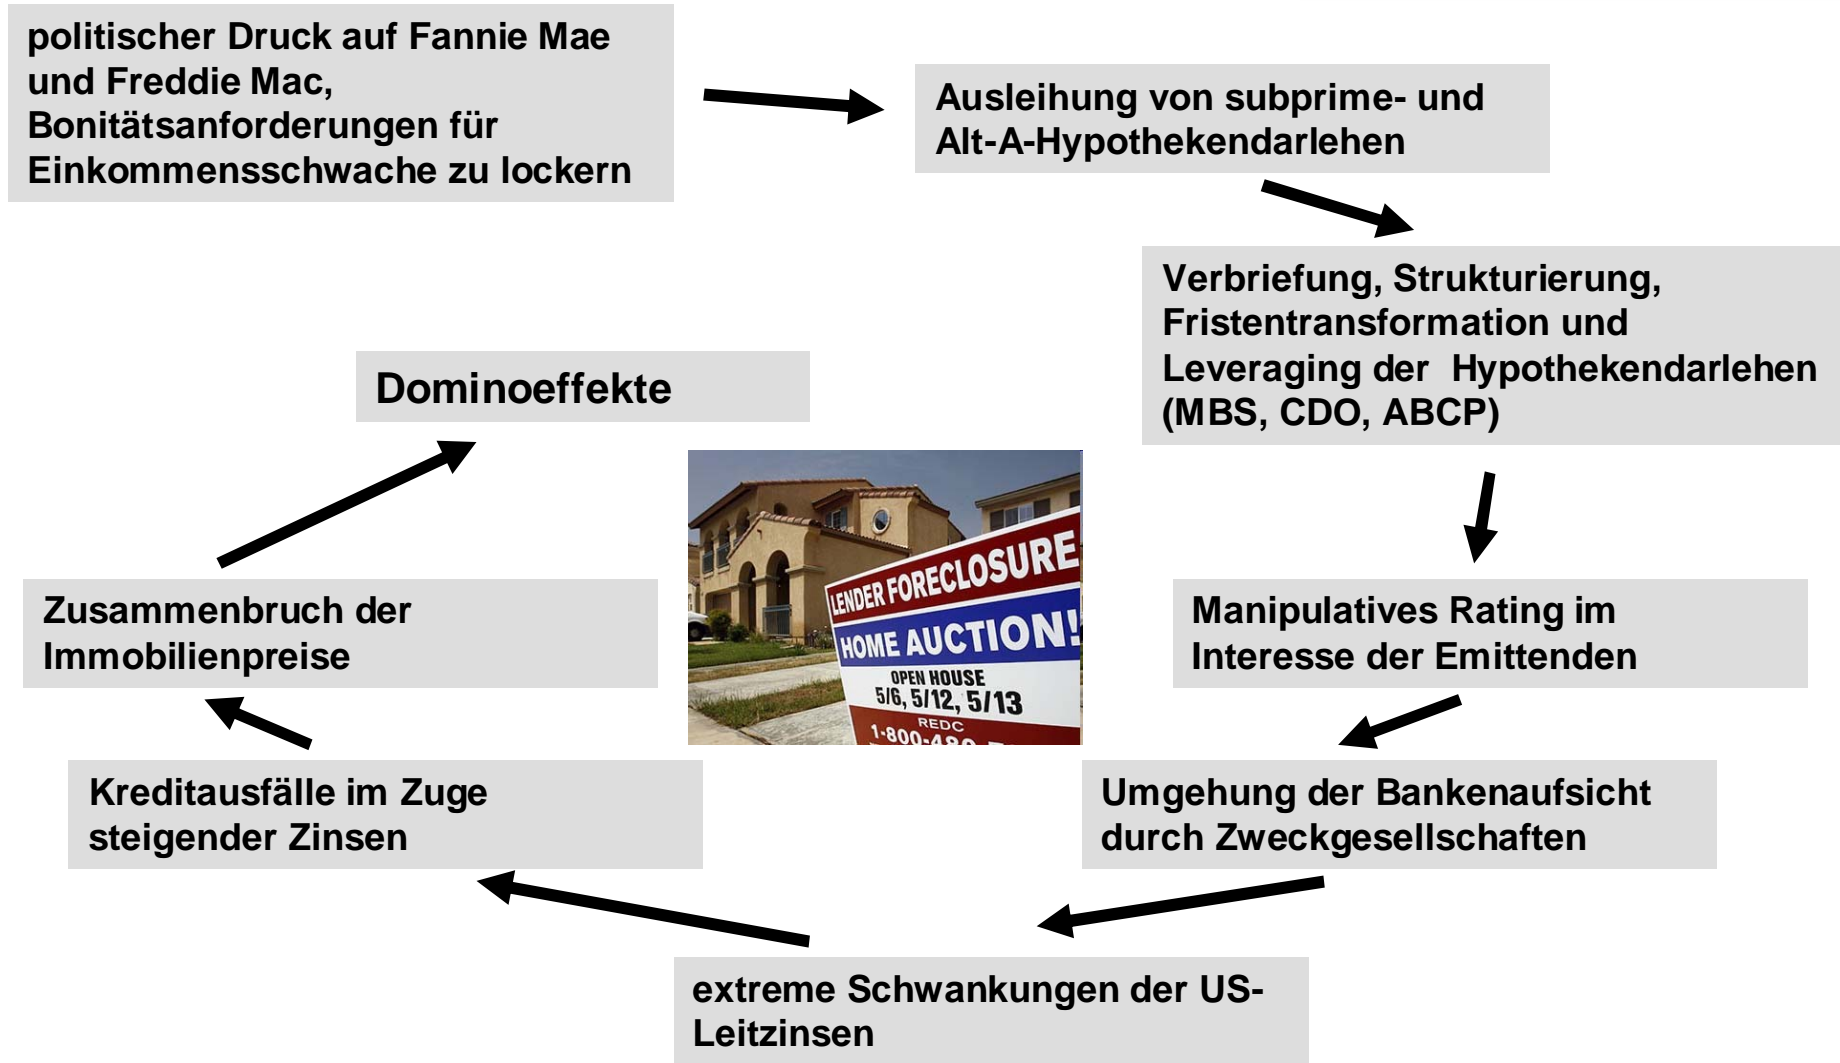 politischer Druck auf Fannie Mae
und Freddie Mac,
Bonitätsanforderungen für
Einkommensschwache zu lockern
Ausleihung von subprime- und
Alt-A-Hypothekendarlehen
Verbriefung, Strukturierung,
Fristentransformation und
Leveraging der Hypothekendarlehen
(MBS, CDO, ABCP)
Manipulatives Rating im
Interesse der Emittenden
Umgehung der Bankenaufsicht
durch Zweckgesellschaften
extreme Schwankungen der US-
Leitzinsen
Kreditausfälle im Zuge
steigender Zinsen
Zusammenbruch der
Immobilienpreise
Dominoeffekte
LENDER FORECLOSURE
HOME AUCTION!
OPEN HOUSE
5/6, 5/12, 5/13
REDC